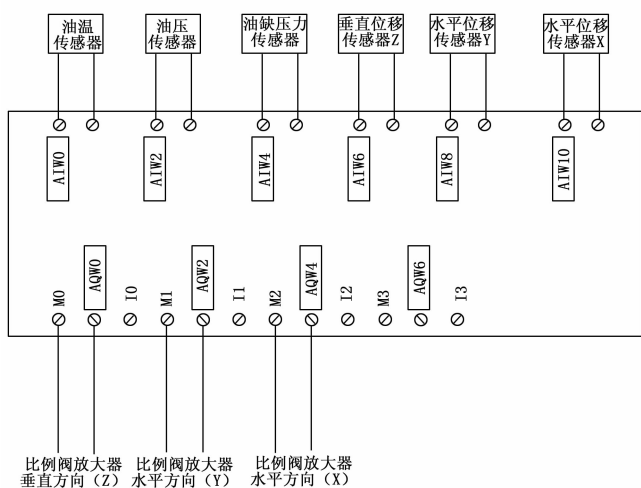 油温
传感器
油压
传感器
油缺压力
传感器
垂直位移
传感器Z
水平位移
传感器Y
水平位移
传感器X
AIW0
AIW2
AIW4
AIW6
AIW8
AIW10
M0
AQW0
I0
M1
AQW2
I1
M2
AQW4
I2
M3
AQW6
I3
比例阀放大器
垂直方向（Z）
比例阀放大器
水平方向（Y）
比例阀放大器
水平方向（X）